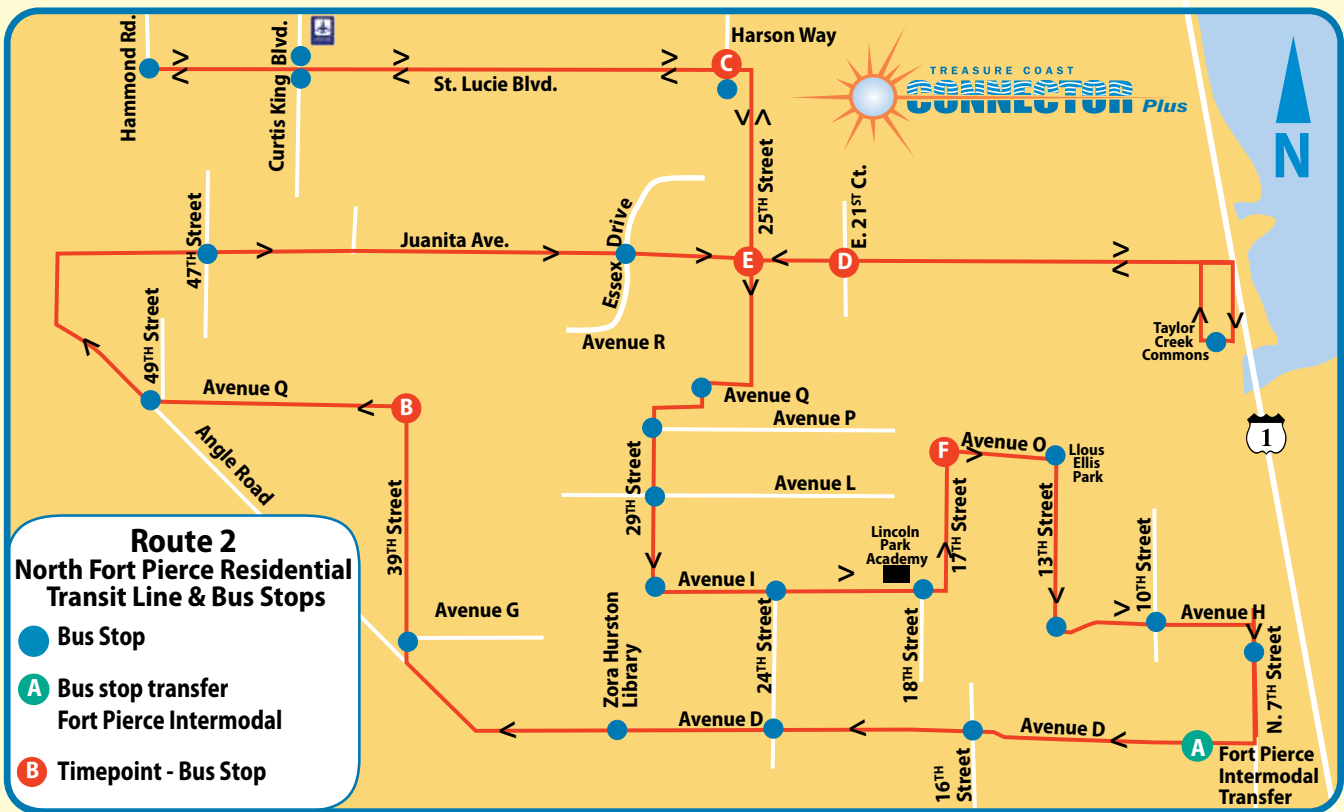 Hammond Rd.
Curtis King Blvd.
St. Lucie Blvd.
Harson Way
C
TREASURE COAST
CONNECTOR Plus
N
25TH Street
47TH Street
Juanita Ave.
Essex Drive
E
E. 21ST Ct.
D
Avenue R
Taylor
Creek
Commons
49TH Street
Avenue Q
B
Avenue Q
Avenue P
1
Angle Road
39TH Street
29TH Street
Avenue L
F
Avenue O
Llous
Ellis
Park
Lincoln
Park
Academy
17TH Street
13TH Street
10TH Street
Avenue I
Avenue G
Avenue H
Zora Hurston
Library
24TH Street
18TH Street
N. 7TH Street
Avenue D
Avenue D
16TH
Street
A
Fort Pierce
Intermodal
Transfer
Route 2
North Fort Pierce Residential
Transit Line & Bus Stops
Bus Stop
A Bus stop transfer
Fort Pierce Intermodal
B Timepoint - Bus Stop